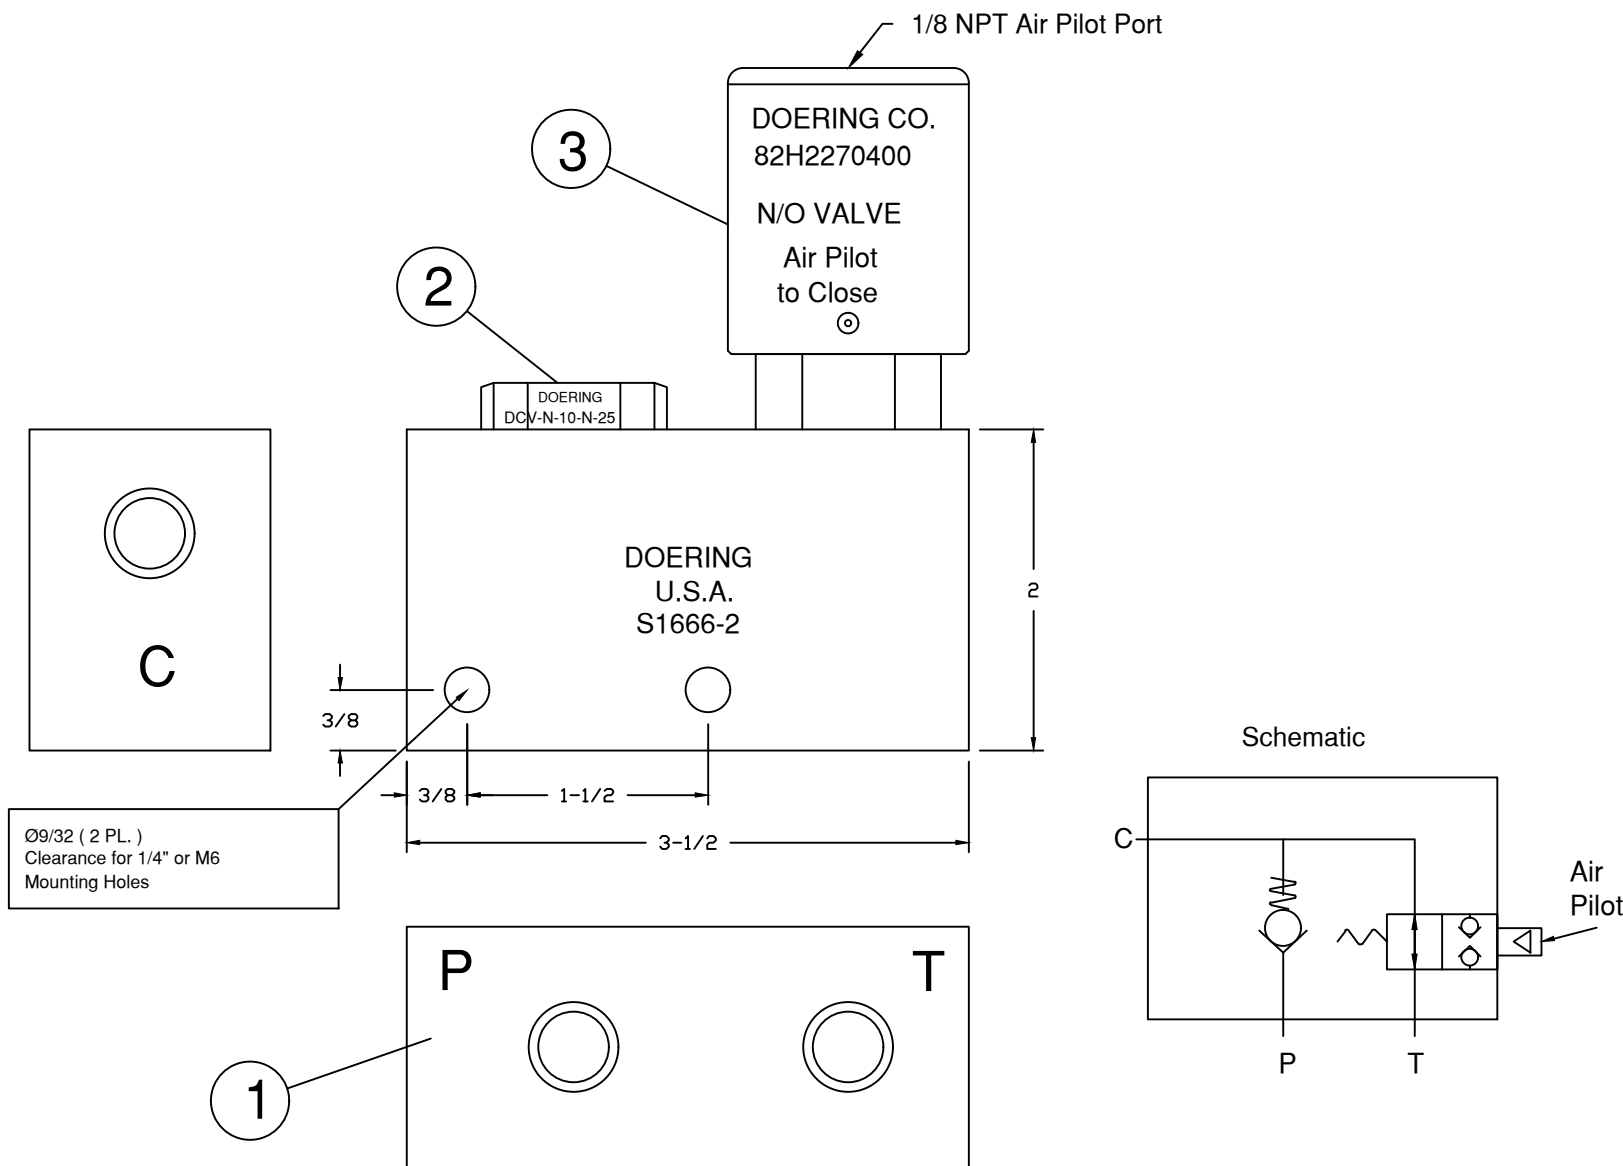 1/8 NPT Air Pilot Port
DOERING CO.
82H2270400
N/O VALVE
Air Pilot
to Close
3
2
DOERING
DCV-N-10-N-25
C
DOERING
U.S.A.
S1666-2
2
3/8
3/8
1-1/2
3-1/2
Ø9/32 ( 2 PL. )
Clearance for 1/4" or M6
Mounting Holes
P
T
1
Schematic
C
Air
Pilot
P
T